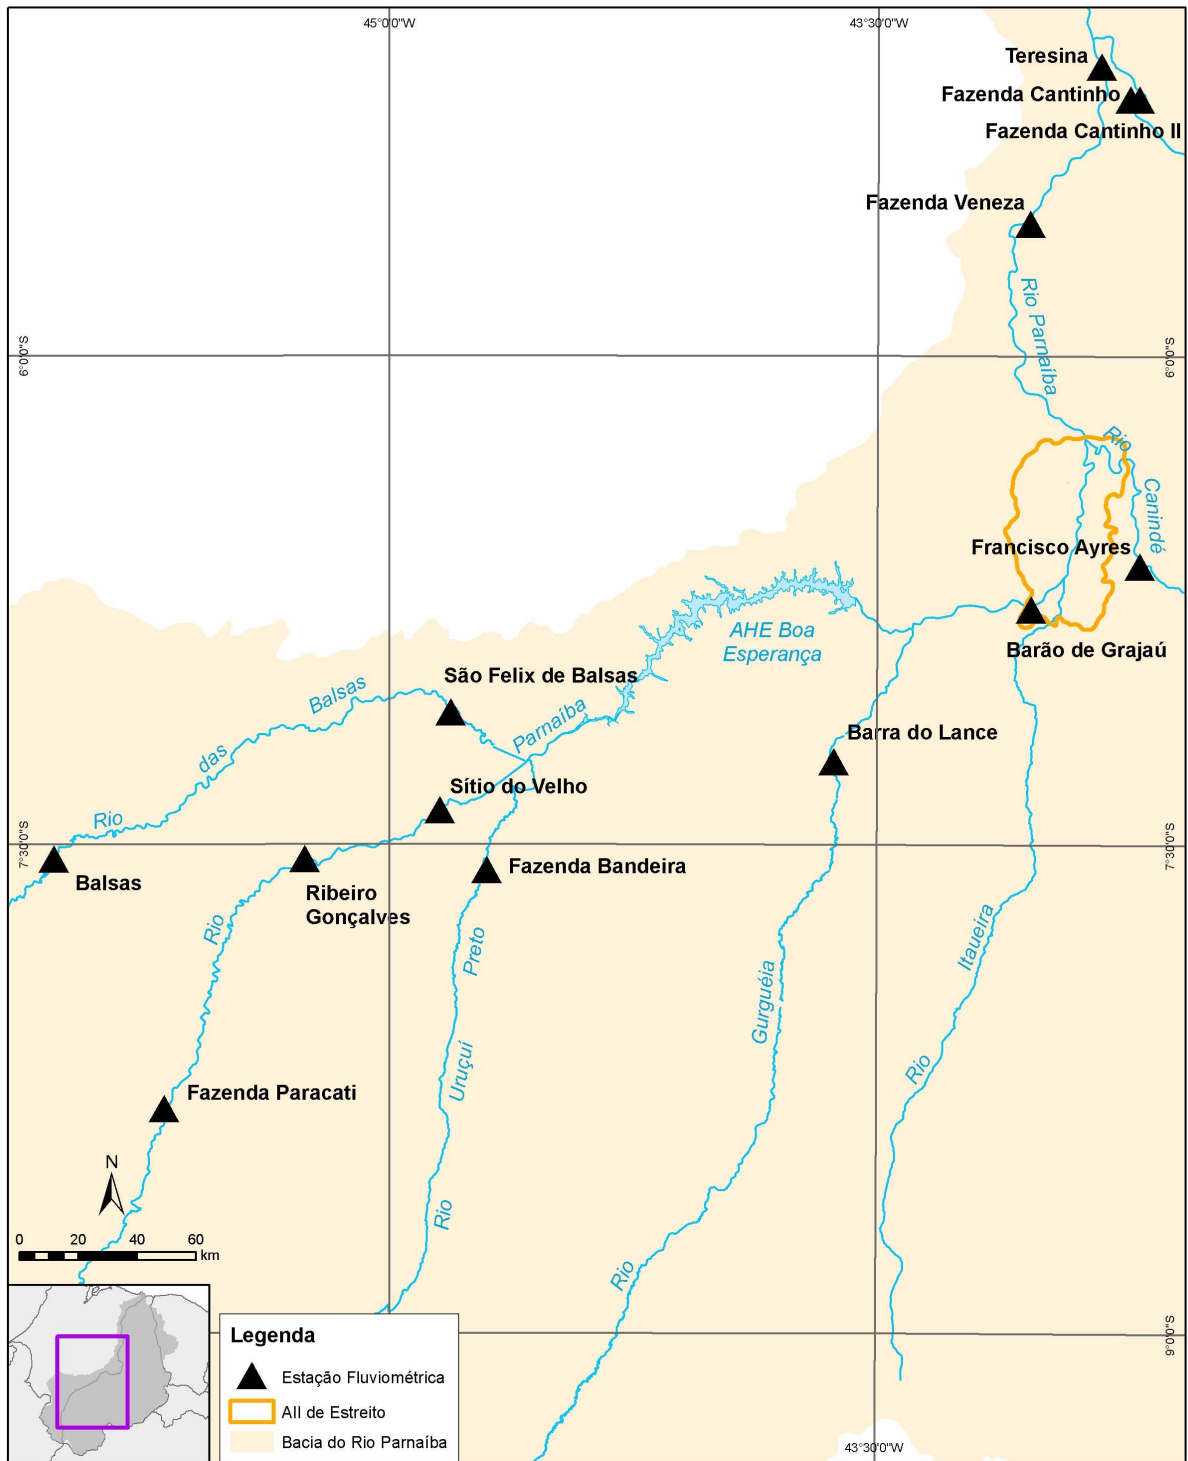 45°0'0"W
43°30'0"W
Teresina
Fazenda Cantinho
Fazenda Cantinho II
Fazenda Veneza
Rio Parnaíba
6°0'0"S
6°0'0"S
Rio
Canindé
Francisco Ayres
AHE Boa
Esperança
Barão de Grajaú
São Felix de Balsas
Balsas
Parnaíba
das
Barra do Lance
Sítio do Velho
Rio
7°30'0"S
7°30'0"S
Balsas
Fazenda Bandeira
Ribeiro
Gonçalves
Rio
Preto
Itaueira
Gurguéia
Uruçuí
Rio
Fazenda Paracati
N
Rio
0 20 40 60
km
Rio
Legenda
Estação Fluviométrica
AII de Estreito
Bacia do Rio Parnaíba
9°0'0"S
43°30'0"W